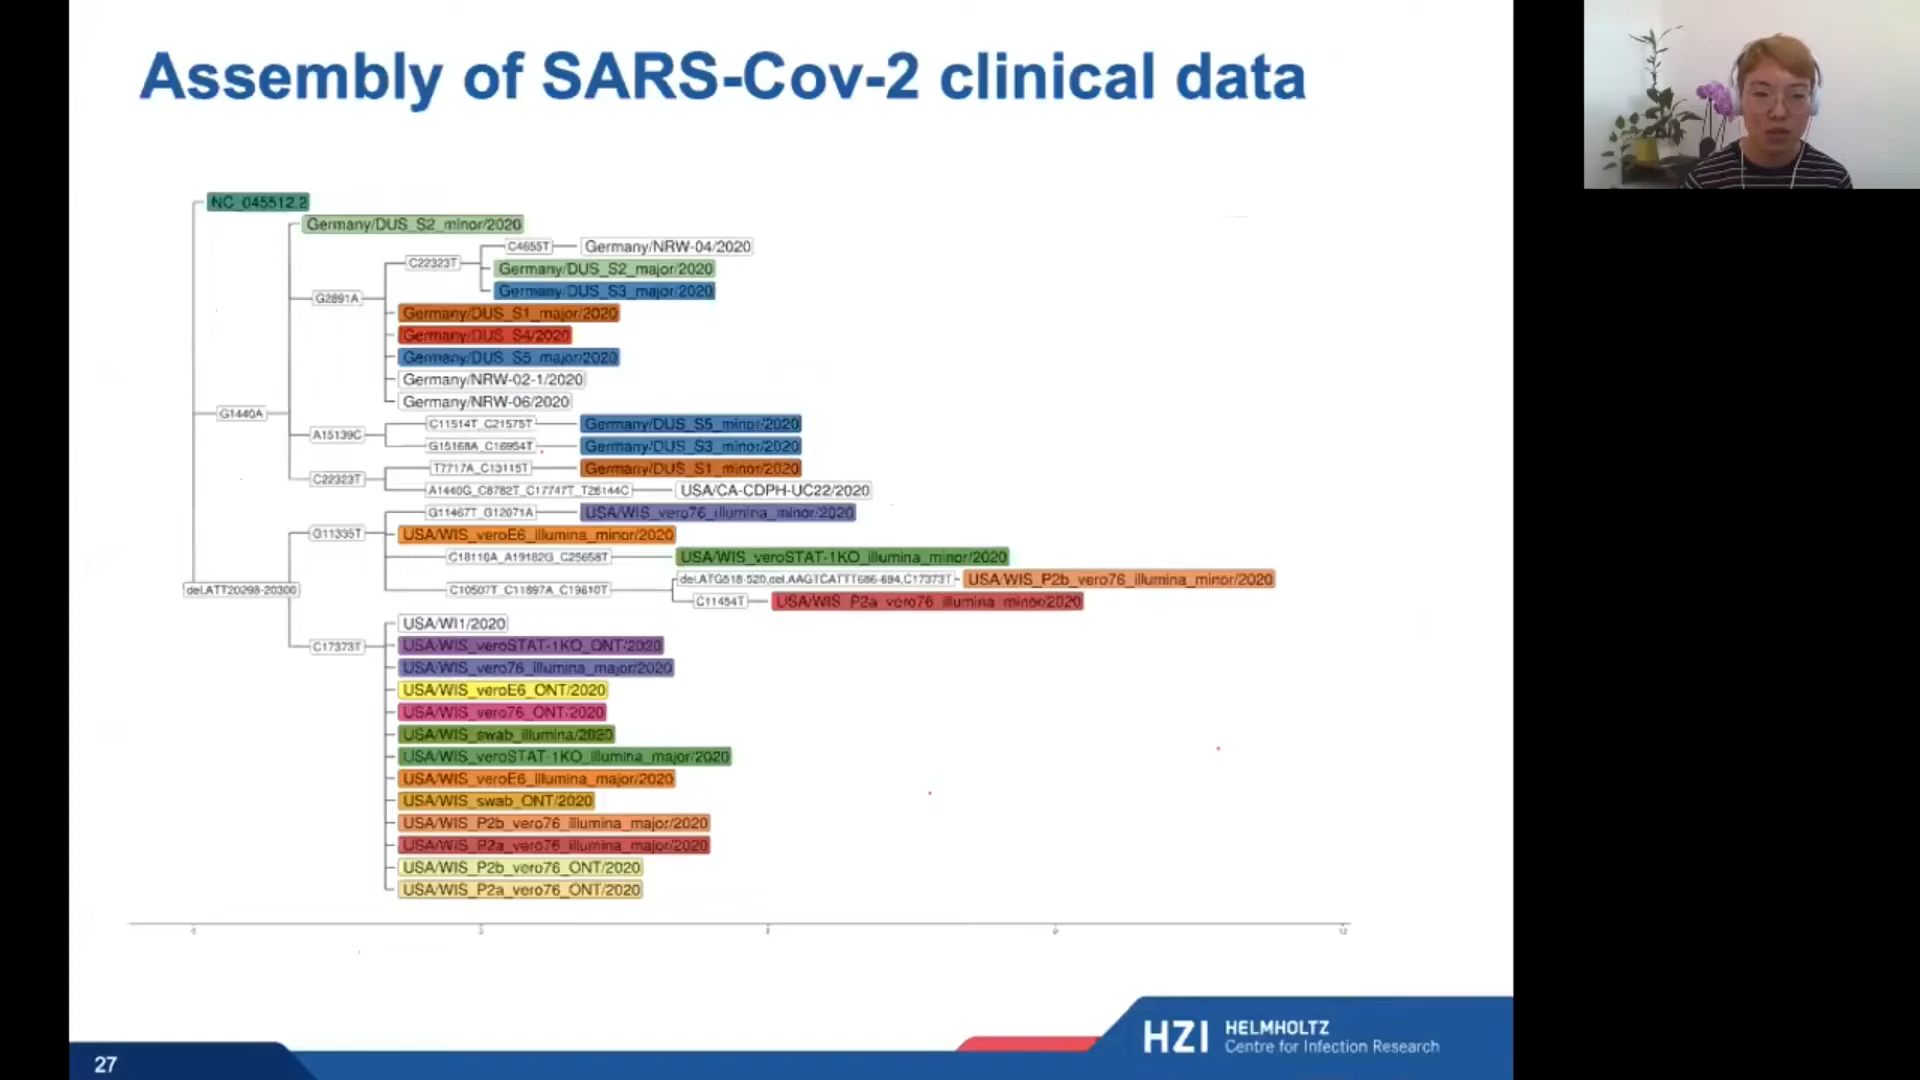 Assembly of SARS-Cov-2 clinical data
NC_045512.2
Germany/DUS_S2_minor/2020
C4655T
Germany/NRW-04/2020
C22323T
Germany/DUS_S2_major/2020
Germany/DUS_S3_major/2020
G2891A
Germany/DUS_S1_major/2020
Germany/DUS_S4/2020
Germany/DUS_S5_major/2020
Germany/NRW-02-1/2020
Germany/NRW-06/2020
G1440A
C11514T_C21575T
Germany/DUS_S5_minor/2020
A15139C
G15168A_C16954T
Germany/DUS_S3_minor/2020
T7717A_C13115T
Germany/DUS_S1_minor/2020
C22323T
A1440G_C8782T_C17747T_T28144C
USA/CA-CDPH-UC22/2020
G11467T_G12071A
USA/WIS_vero76_illumina_minor/2020
G11335T
USA/WIS_veroE6_illumina_minor/2020
C18110A_A19182G_C25658T
USA/WIS_veroSTAT-1KO_illumina_minor/2020
del.ATG518-520,del.AAGTCATTT686-694,C17373T
USA/WIS_P2b_vero76_illumina_minor/2020
del.ATT20298-20300
C10507T_C11897A_C19610T
C11454T
USA/WIS_P2a_vero76_illumina_minor/2020
USA/WI1/2020
C17373T
USA/WIS_veroSTAT-1KO_ONT/2020
USA/WIS_vero76_illumina_major/2020
USA/WIS_veroE6_ONT/2020
USA/WIS_vero76_ONT/2020
USA/WIS_swab_illumina/2020
USA/WIS_veroSTAT-1KO_illumina_major/2020
USA/WIS_veroE6_illumina_major/2020
USA/WIS_swab_ONT/2020
USA/WIS_P2b_vero76_illumina_major/2020
USA/WIS_P2a_vero76_illumina_major/2020
USA/WIS_P2b_vero76_ONT/2020
USA/WIS_P2a_vero76_ONT/2020
HZI HELMHOLTZ
Centre for Infection Research
27